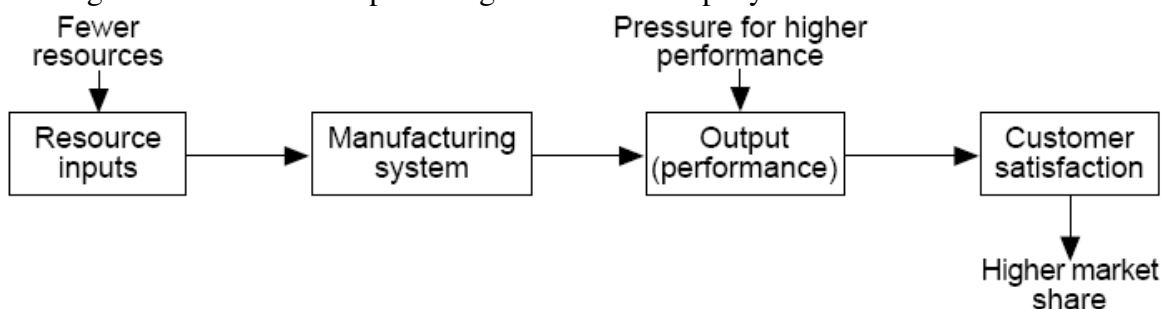 Fewer
resources
Pressure for higher
performance
Resource
inputs
Manufacturing
system
Output
(performance)
Customer
satisfaction
Higher market
share